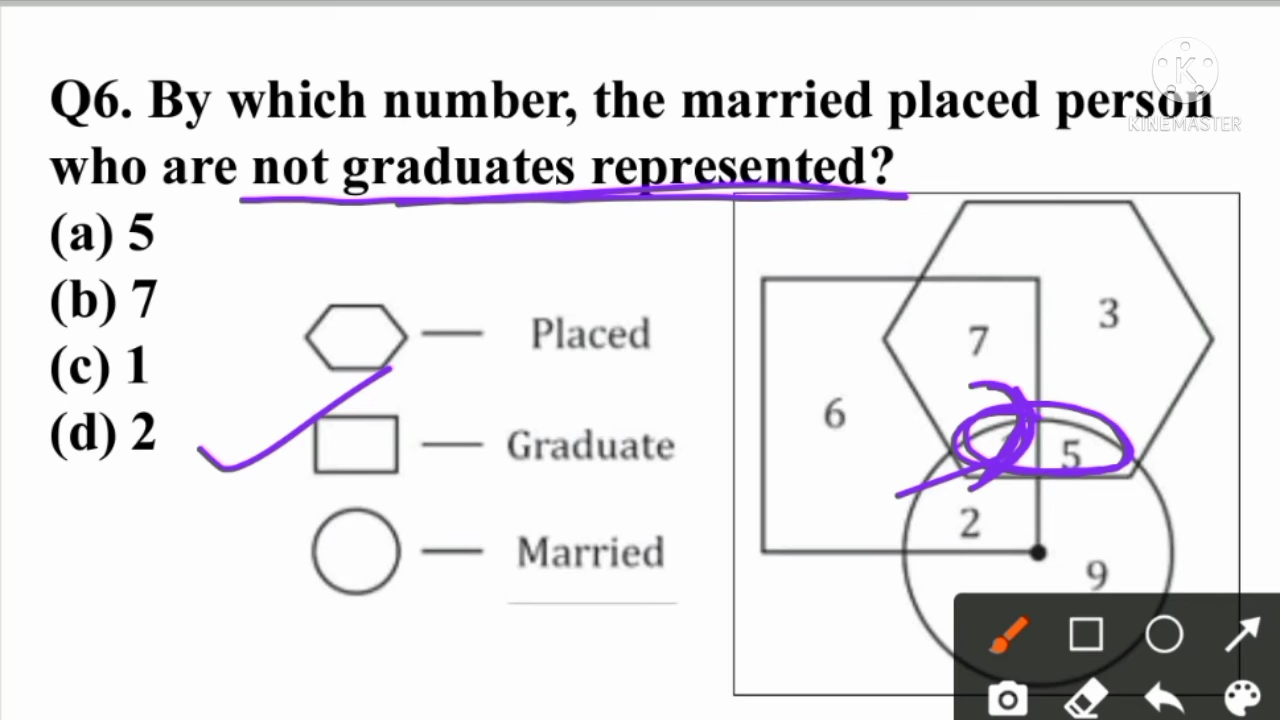 Q6. By which number, the married placed person
who are not graduates represented?
(a) 5
(b) 7
(c) 1
(d) 2
Placed
Graduate
Married
3
7
6
5
2
9
K
KINEMASTER